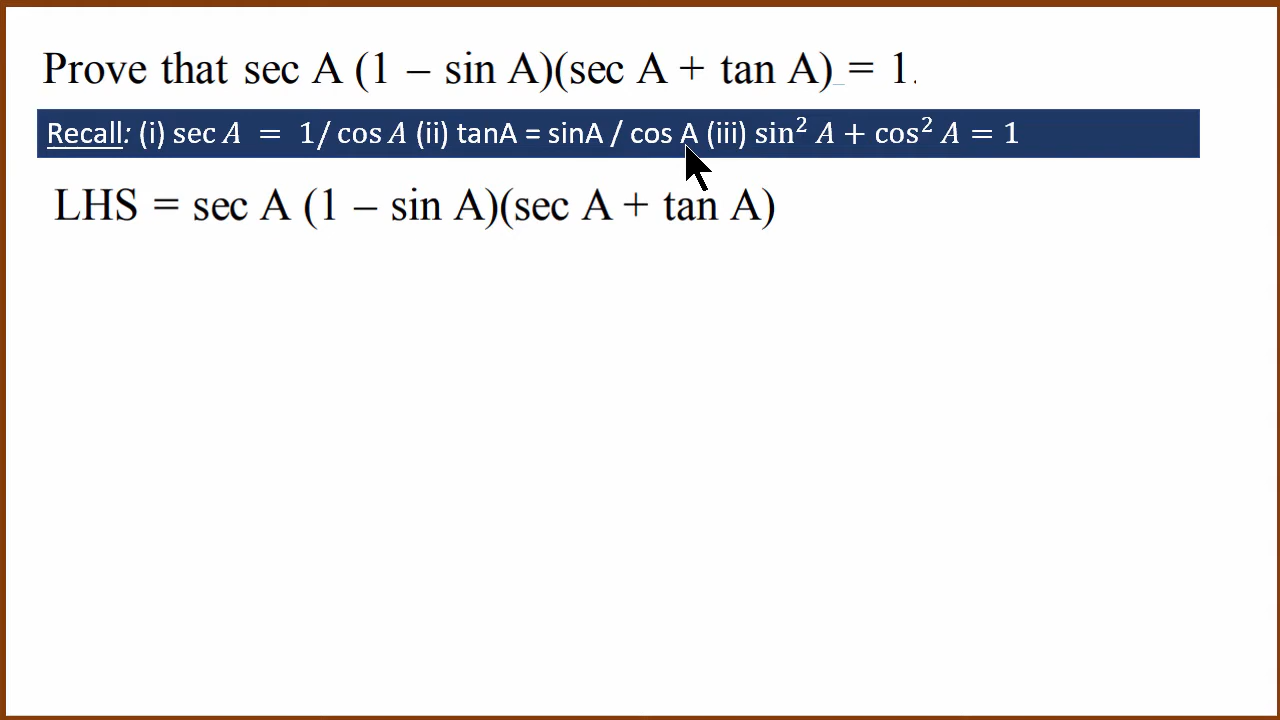 Prove that sec A (1 – sin A)(sec A + tan A) = 1.
Recall: (i) sec A = 1/ cos A (ii) tanA = sinA / cos A (iii) sin² A + cos² A = 1
LHS = sec A (1 – sin A)(sec A + tan A)